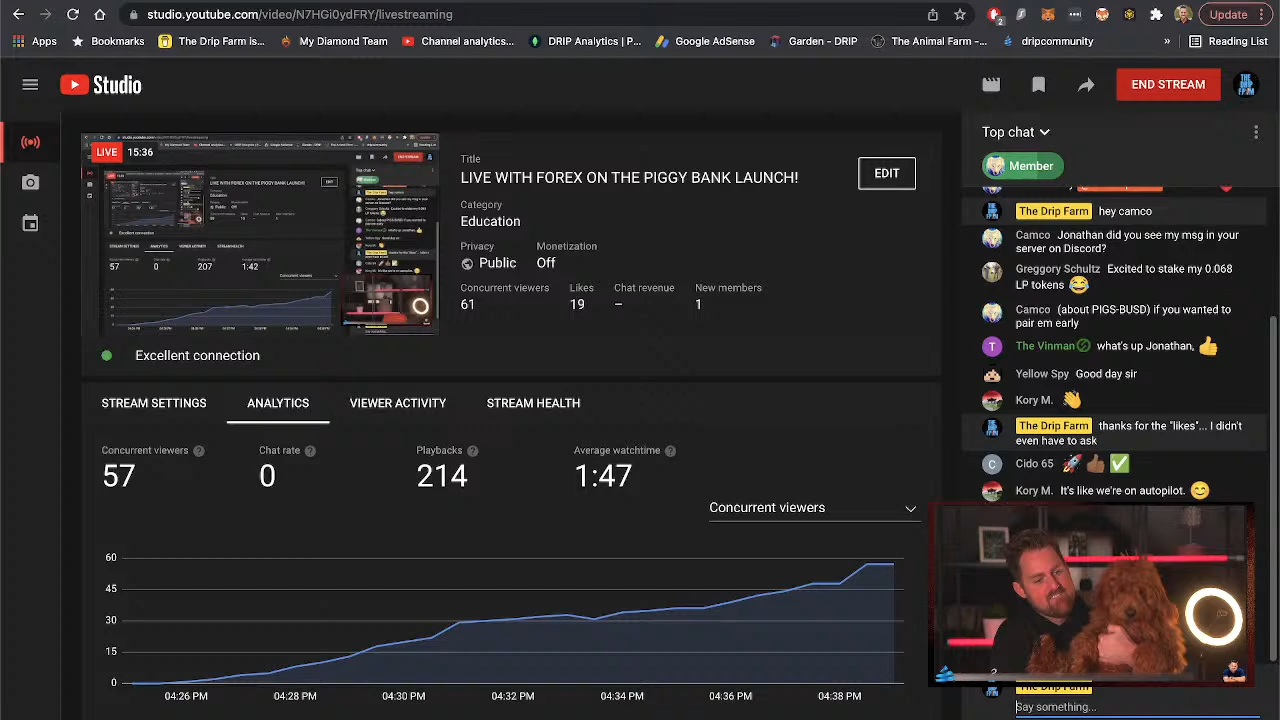 studio.youtube.com/video/N7HGi0ydFRY/livestreaming
2
Update
Apps
Bookmarks
The Drip Farm is...
My Diamond Team
Channel analytics...
DRIP Analytics | P...
Google AdSense
Garden - DRIP
The Animal Farm -...
dripcommunity
»
Reading List
Studio
END STREAM
THE DRIP FARM
LIVE 15:36
Title
LIVE WITH FOREX ON THE PIGGY BANK LAUNCH!
EDIT
Category
Education
Privacy
Monetization
Public
Off
Concurrent viewers
Likes
Chat revenue
New members
61
19
–
1
Excellent connection
STREAM SETTINGS
ANALYTICS
VIEWER ACTIVITY
STREAM HEALTH
Concurrent viewers
Chat rate
Playbacks
Average watchtime
57
0
214
1:47
Concurrent viewers
60
45
30
15
0
04:26 PM
04:28 PM
04:30 PM
04:32 PM
04:34 PM
04:36 PM
04:38 PM
Top chat
Member
The Drip Farm hey camco
Camco Jonathan did you see my msg in your
server on Discord?
Greggory Schultz Excited to stake my 0.068
LP tokens 😂
Camco (about PIGS-BUSD) if you wanted to
pair em early
The Vinman what's up Jonathan, 👍
Yellow Spy Good day sir
Kory M. 👋
The Drip Farm thanks for the "likes"... I didn't
even have to ask
Cido 65 🚀👍🏾✅
Kory M. It's like we're on autopilot. 😊
The Drip Farm
Say something...